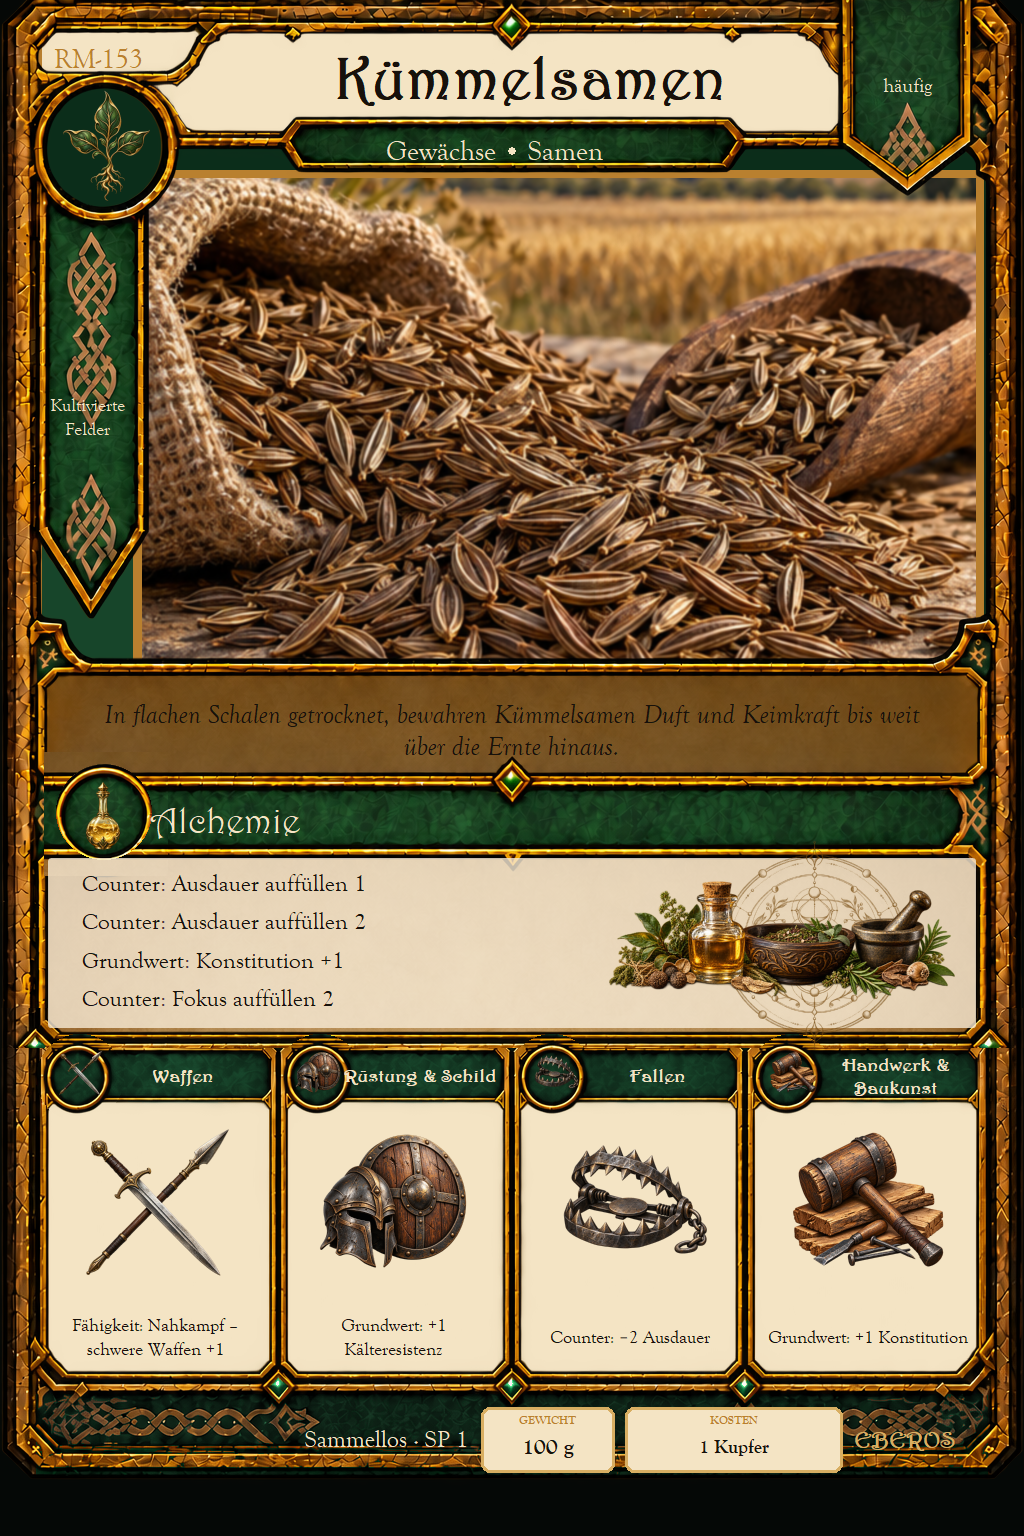 RM-153
Kümmelsamen
häufig
Gewächse • Samen
Kultivierte
Felder
In flachen Schalen getrocknet, bewahren Kümmelsamen Duft und Keimkraft bis weit
über die Ernte hinaus.
Alchemie
Counter: Ausdauer auffüllen 1
Counter: Ausdauer auffüllen 2
Grundwert: Konstitution +1
Counter: Fokus auffüllen 2
Waffen
Rüstung & Schild
Fallen
Handwerk &
Baukunst
Fähigkeit: Nahkampf –
schwere Waffen +1
Grundwert: +1
Kälteresistenz
Counter: −2 Ausdauer
Grundwert: +1 Konstitution
Sammellos · SP 1
GEWICHT
100 g
KOSTEN
1 Kupfer
EBEROS